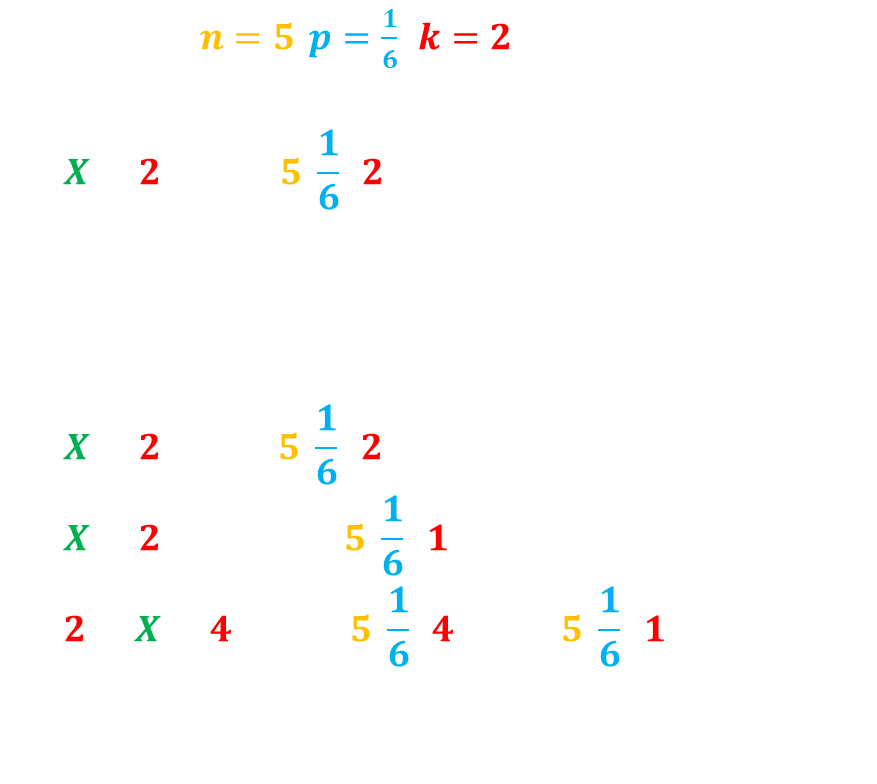 n = 5 p = 1/6 k = 2
X 2 5 1/6 2
X 2 5 1/6 2
X 2 5 1/6 1
2 X 4 5 1/6 4 5 1/6 1